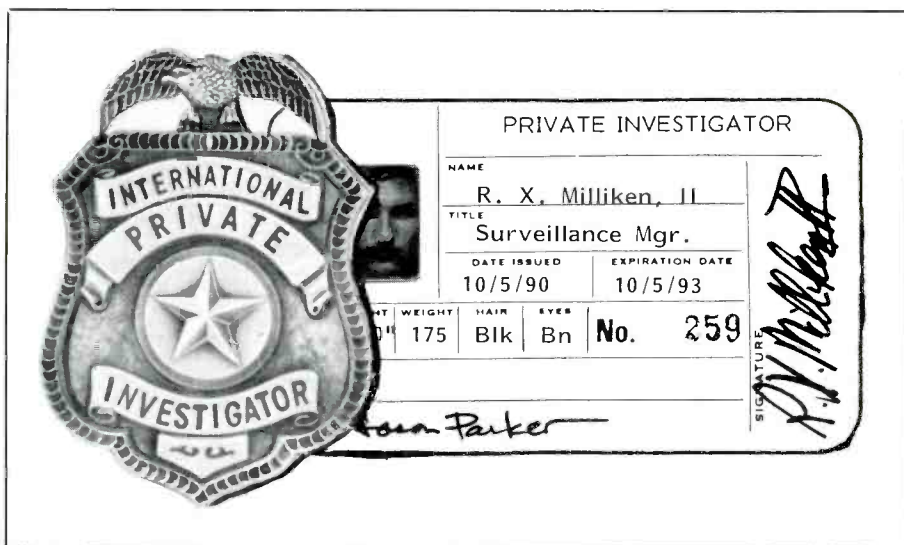 INTERNATIONAL
PRIVATE
INVESTIGATOR
PRIVATE INVESTIGATOR
NAME
R. X. Milliken, II
TITLE
Surveillance Mgr.
DATE ISSUED EXPIRATION DATE
10/5/90 10/5/93
WEIGHT HAIR EYES
175 Blk Bn No. 259
SIGNATURE
Parker